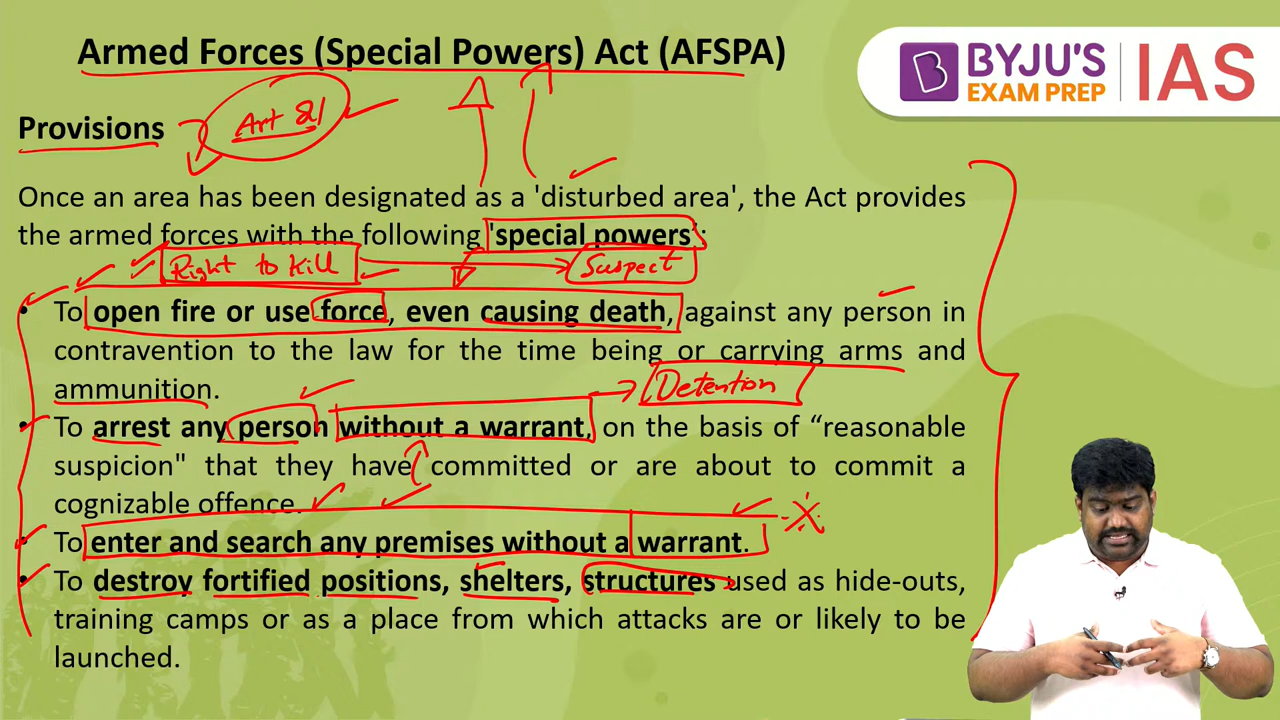 Armed Forces (Special Powers) Act (AFSPA)
BYJU'S
EXAM PREP
IAS
Provisions
Art 21
Once an area has been designated as a 'disturbed area', the Act provides
the armed forces with the following 'special powers':
Right to Kill
Suspect
• To open fire or use force, even causing death, against any person in
contravention to the law for the time being or carrying arms and
ammunition.
Detention
• To arrest any person without a warrant, on the basis of “reasonable
suspicion" that they have committed or are about to commit a
cognizable offence.
• To enter and search any premises without a warrant.
• To destroy fortified positions, shelters, structures used as hide-outs,
training camps or as a place from which attacks are or likely to be
launched.